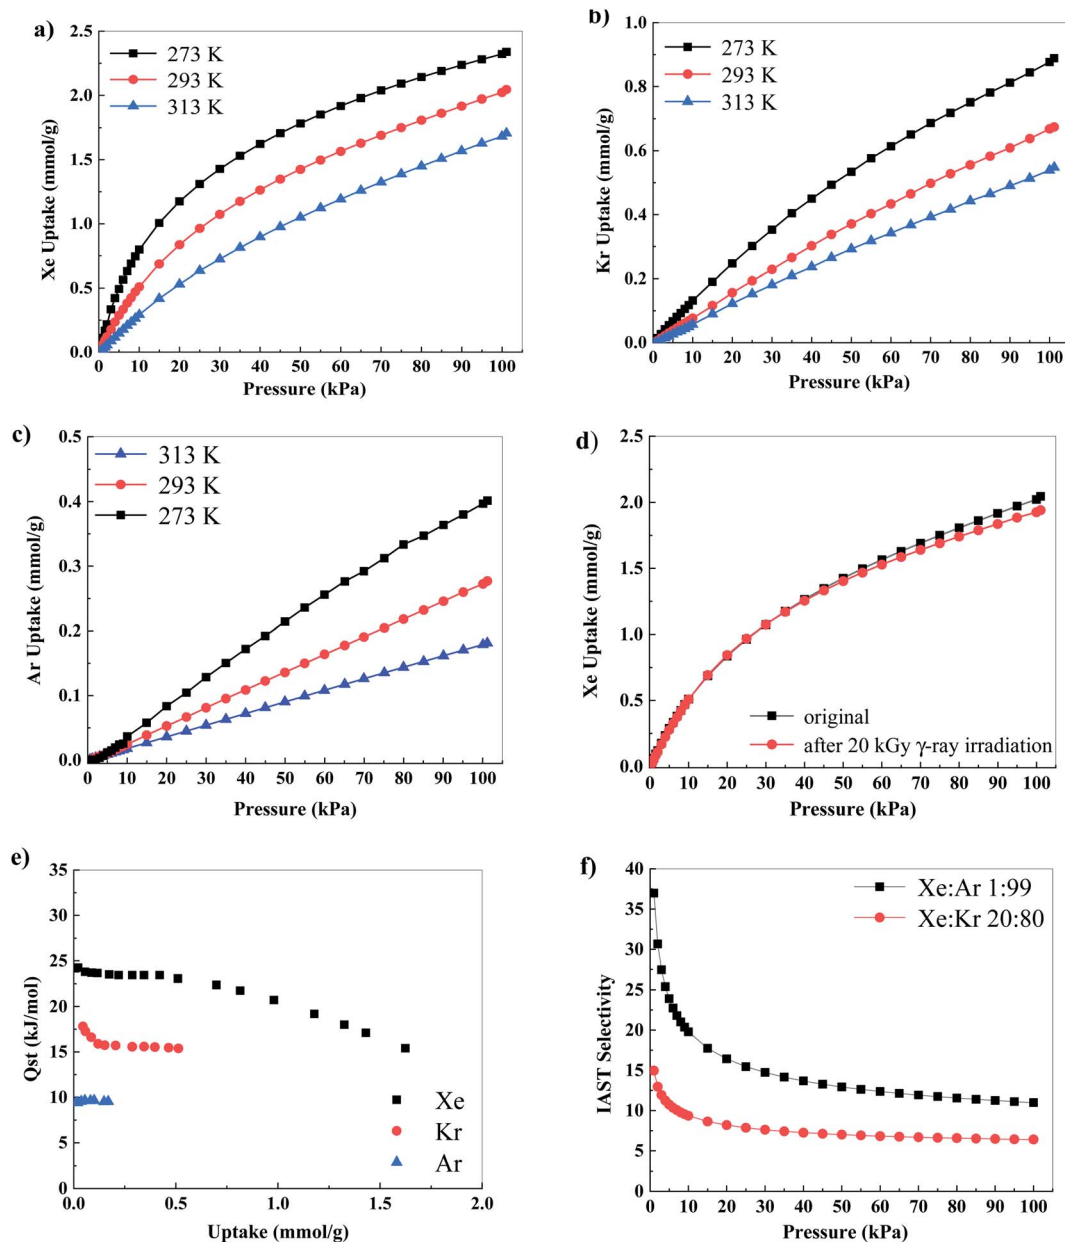 a)
273 K
293 K
313 K
Xe Uptake (mmol/g)
2.5
2.0
1.5
1.0
0.5
0.0
0 10 20 30 40 50 60 70 80 90 100
Pressure (kPa)
b)
273 K
293 K
313 K
Kr Uptake (mmol/g)
1.0
0.8
0.6
0.4
0.2
0.0
0 10 20 30 40 50 60 70 80 90 100
Pressure (kPa)
c)
313 K
293 K
273 K
Ar Uptake (mmol/g)
0.5
0.4
0.3
0.2
0.1
0.0
0 10 20 30 40 50 60 70 80 90 100
Pressure (kPa)
d)
Xe Uptake (mmol/g)
2.5
2.0
1.5
1.0
0.5
0.0
original
after 20 kGy γ-ray irradiation
0 10 20 30 40 50 60 70 80 90 100
Pressure (kPa)
e)
Qst (kJ/mol)
35
30
25
20
15
10
5
0
Xe
Kr
Ar
0.0 0.5 1.0 1.5 2.0
Uptake (mmol/g)
f)
Xe:Ar 1:99
Xe:Kr 20:80
IAST Selectivity
40
35
30
25
20
15
10
5
0
0 10 20 30 40 50 60 70 80 90 100
Pressure (kPa)